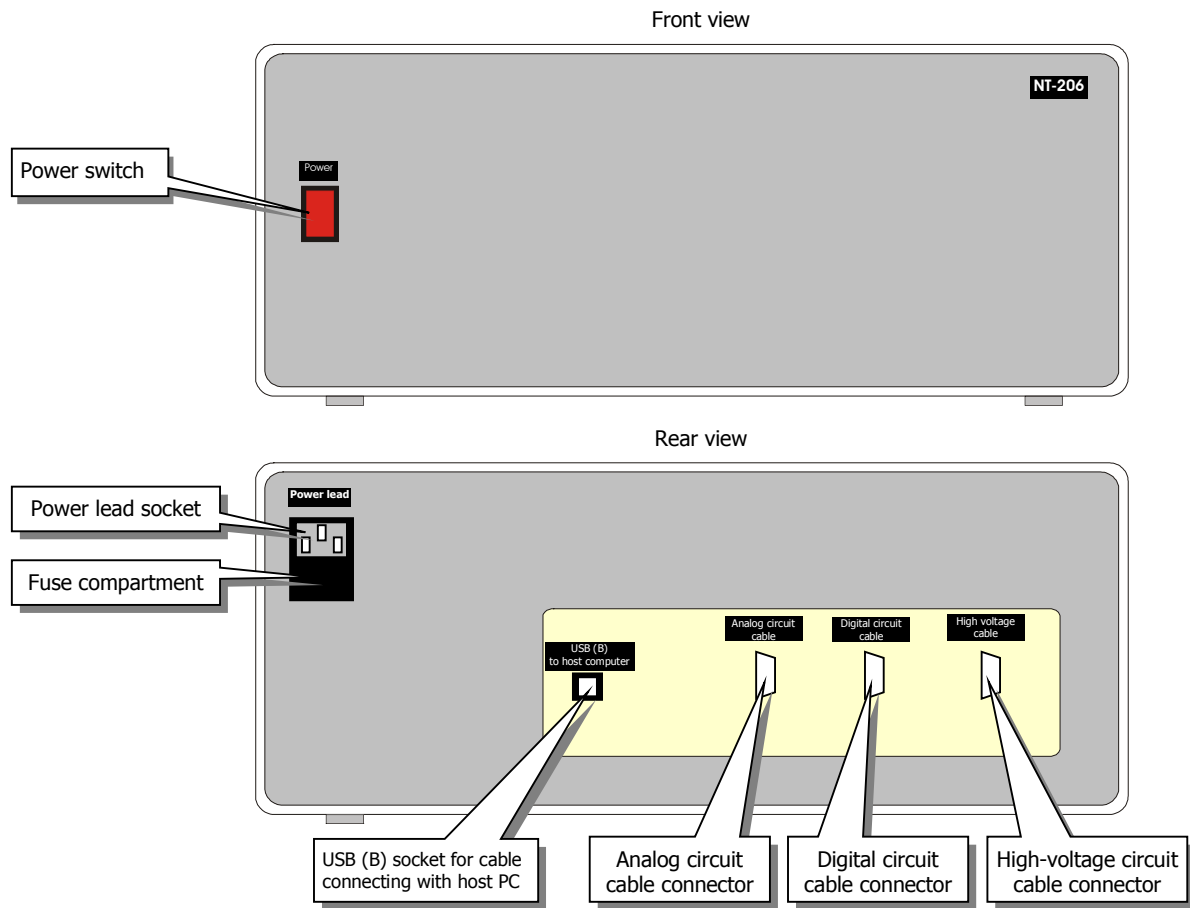 Front view
NT-206
Power switch
Power
Rear view
Power lead socket
Power lead
Fuse compartment
Analog circuit
cable
Digital circuit
cable
High voltage
cable
USB (B)
to host computer
USB (B) socket for cable
connecting with host PC
Analog circuit
cable connector
Digital circuit
cable connector
High-voltage circuit
cable connector